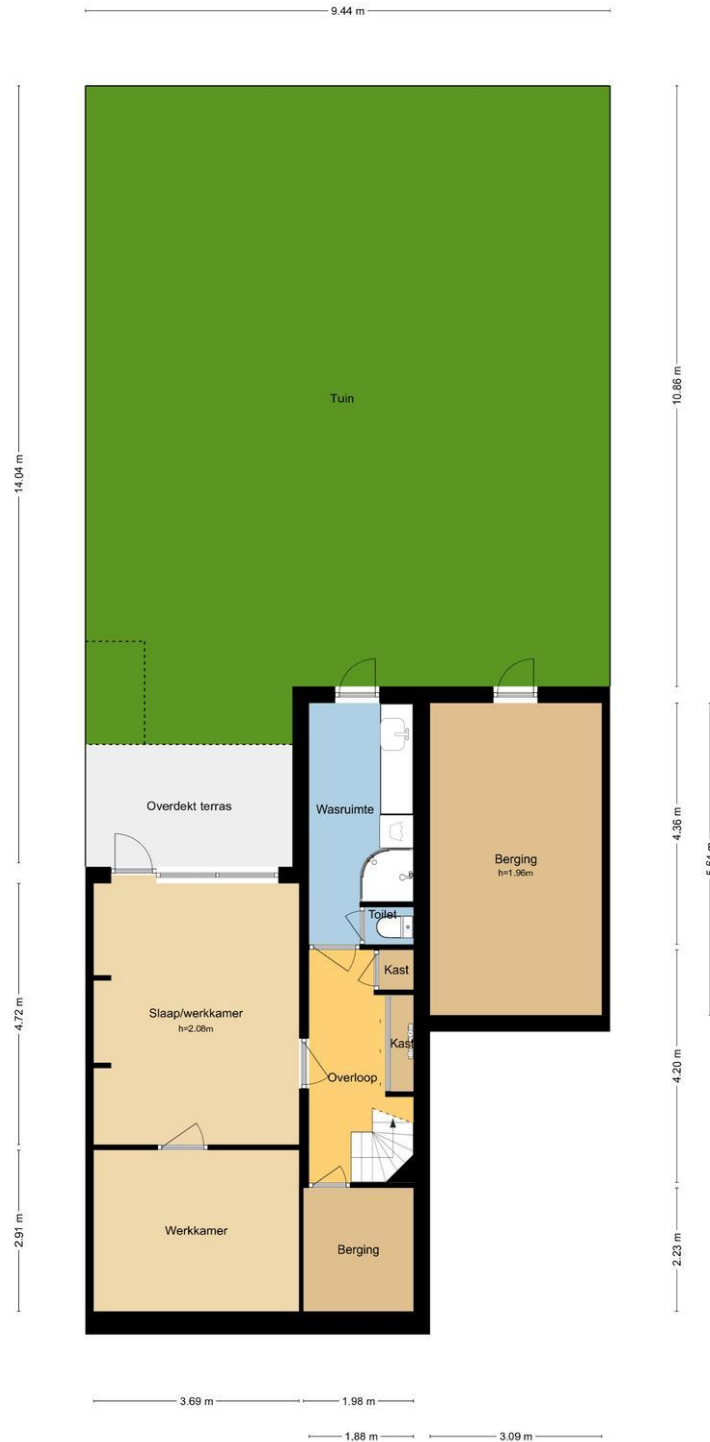 9.44 m
Tuin
14.04 m
10.86 m
Overdekt terras
Wasruimte
Berging
h=1.96m
4.36 m
5.64 m
Toilet
Kast
Slaap/werkkamer
h=2.08m
4.72 m
Kast
Overloop
4.20 m
Werkkamer
Berging
2.91 m
2.23 m
3.69 m
1.98 m
1,88 m
3.09 m